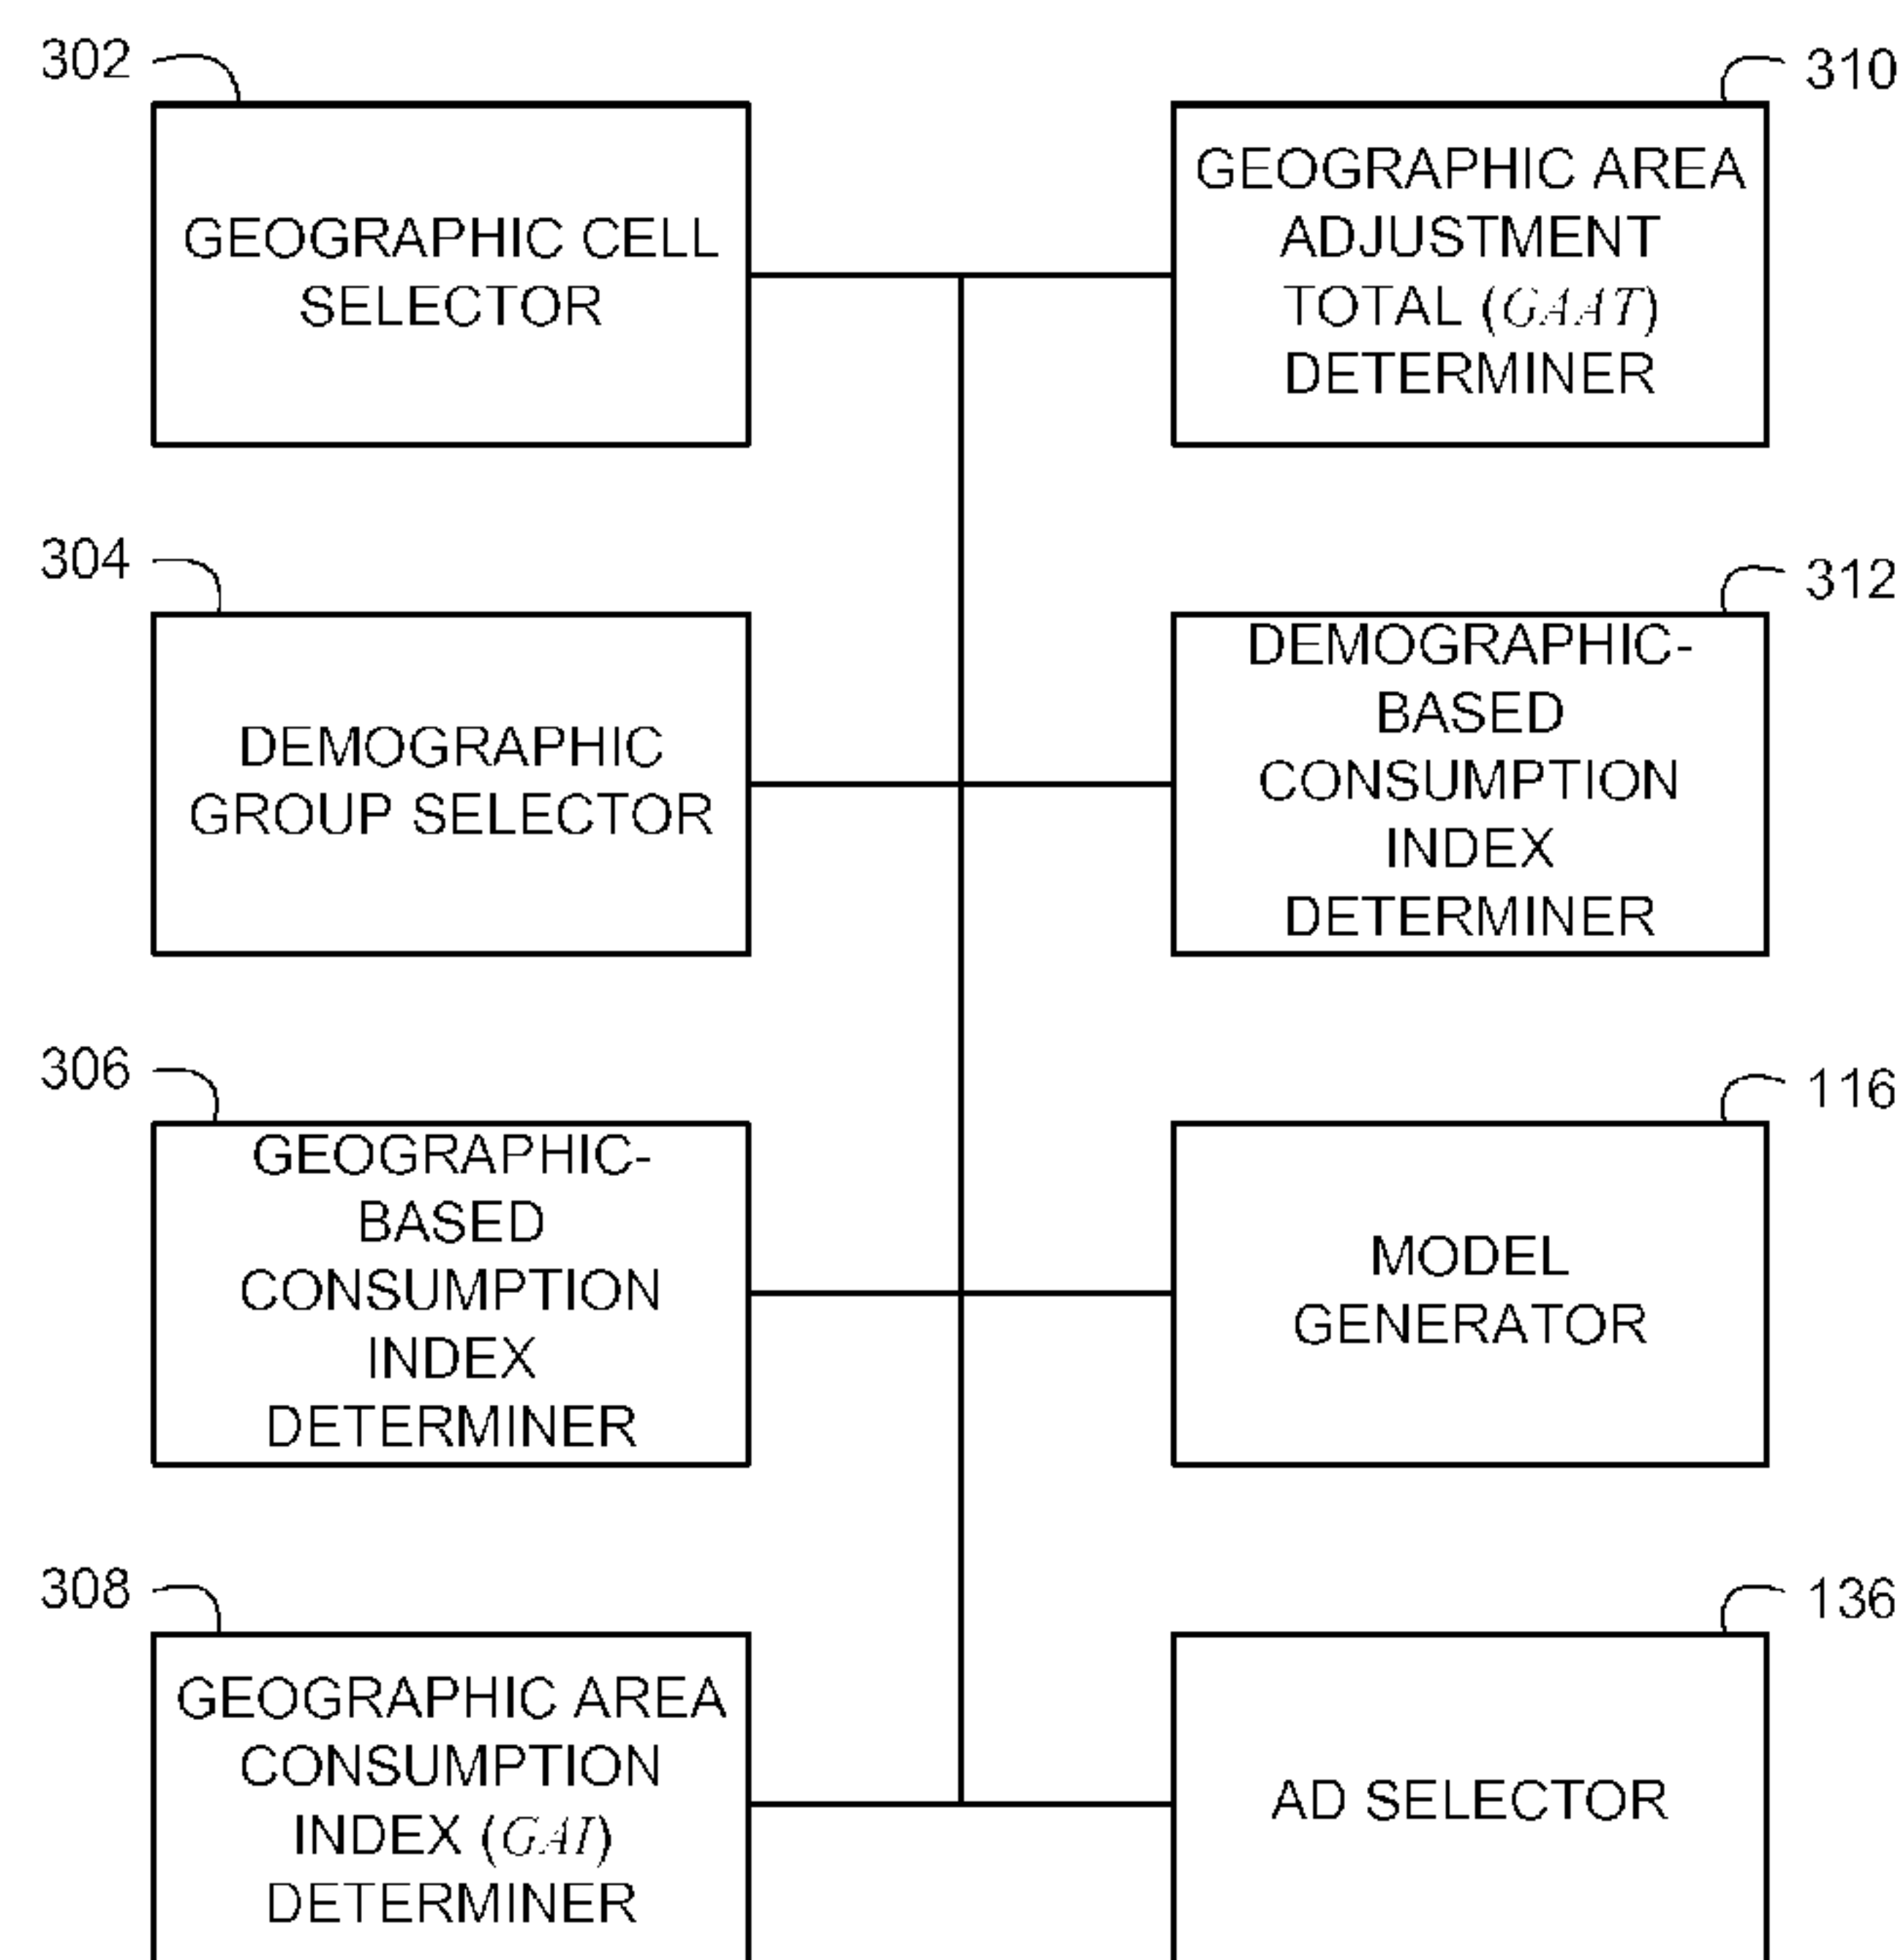 302
GEOGRAPHIC CELL
SELECTOR
304
DEMOGRAPHIC
GROUP SELECTOR
306
GEOGRAPHIC-
BASED
CONSUMPTION
INDEX
DETERMINER
308
GEOGRAPHIC AREA
CONSUMPTION
INDEX (GAI)
DETERMINER
310
GEOGRAPHIC AREA
ADJUSTMENT
TOTAL (GAAT)
DETERMINER
312
DEMOGRAPHIC-
BASED
CONSUMPTION
INDEX
DETERMINER
116
MODEL
GENERATOR
136
AD SELECTOR